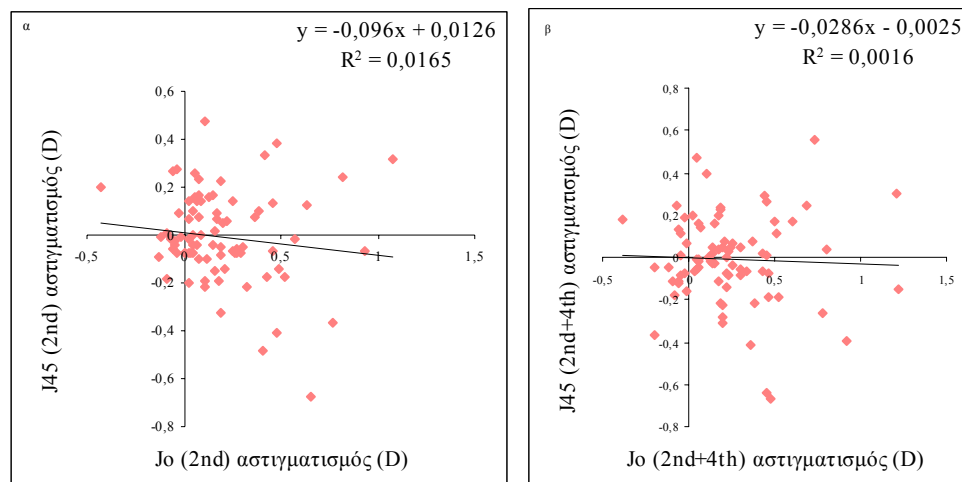 α
y = -0,096x + 0,0126
R² = 0,0165
0,6
0,4
0,2
0
-0,2
-0,4
-0,6
-0,8
-0,5
0
0,5
1
1,5
J45 (2nd) αστιγματισμός (D)
Jo (2nd) αστιγματισμός (D)
β
y = -0,0286x - 0,0025
R² = 0,0016
0,8
0,6
0,4
0,2
0
-0,2
-0,4
-0,6
-0,8
-0,5
0
0,5
1
1,5
J45 (2nd+4th) αστιγματισμός (D)
Jo (2nd+4th) αστιγματισμός (D)